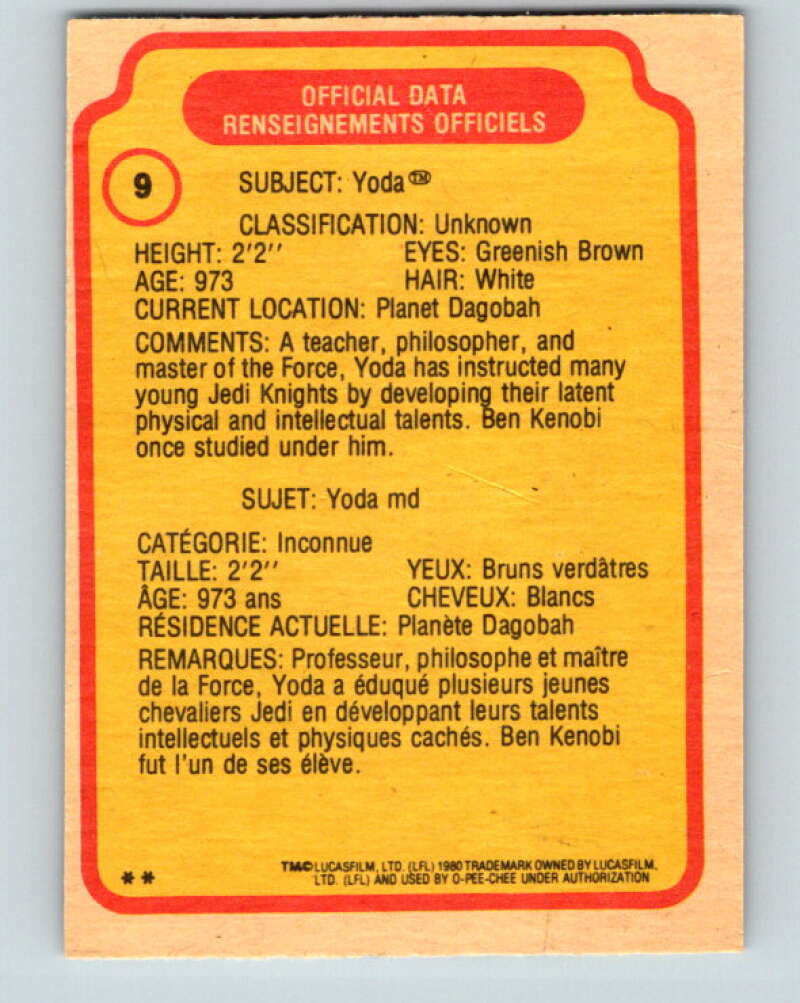 OFFICIAL DATA
RENSEIGNEMENTS OFFICIELS
9
SUBJECT: Yoda™
CLASSIFICATION: Unknown
HEIGHT: 2'2'' EYES: Greenish Brown
AGE: 973 HAIR: White
CURRENT LOCATION: Planet Dagobah
COMMENTS: A teacher, philosopher, and
master of the Force, Yoda has instructed many
young Jedi Knights by developing their latent
physical and intellectual talents. Ben Kenobi
once studied under him.
SUJET: Yoda md
CATÉGORIE: Inconnue
TAILLE: 2'2'' YEUX: Bruns verdâtres
ÂGE: 973 ans CHEVEUX: Blancs
RÉSIDENCE ACTUELLE: Planète Dagobah
REMARQUES: Professeur, philosophe et maître
de la Force, Yoda a éduqué plusieurs jeunes
chevaliers Jedi en développant leurs talents
intellectuels et physiques cachés. Ben Kenobi
fut l'un de ses élève.
TM©LUCASFILM, LTD. (LFL) 1980 TRADEMARK OWNED BY LUCASFILM,
** LTD. (LFL) AND USED BY O-PEE-CHEE UNDER AUTHORIZATION